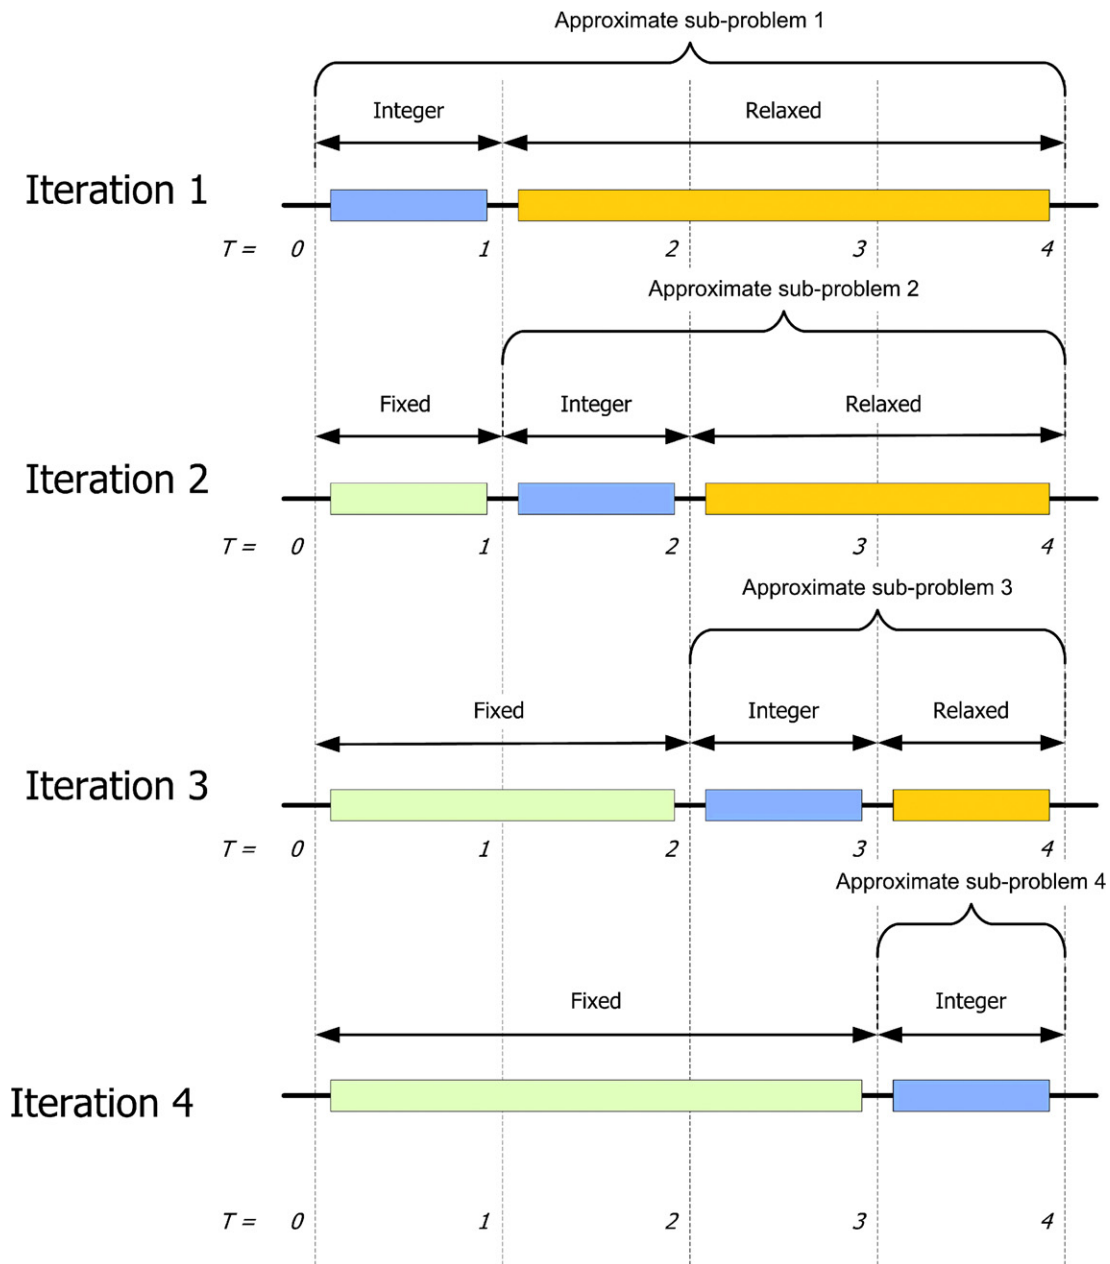 Approximate sub-problem 1
Integer Relaxed
Iteration 1
T = 0 1 2 3 4
Approximate sub-problem 2
Fixed Integer Relaxed
Iteration 2
T = 0 1 2 3 4
Approximate sub-problem 3
Fixed Integer Relaxed
Iteration 3
T = 0 1 2 3 4
Approximate sub-problem 4
Fixed Integer
Iteration 4
T = 0 1 2 3 4